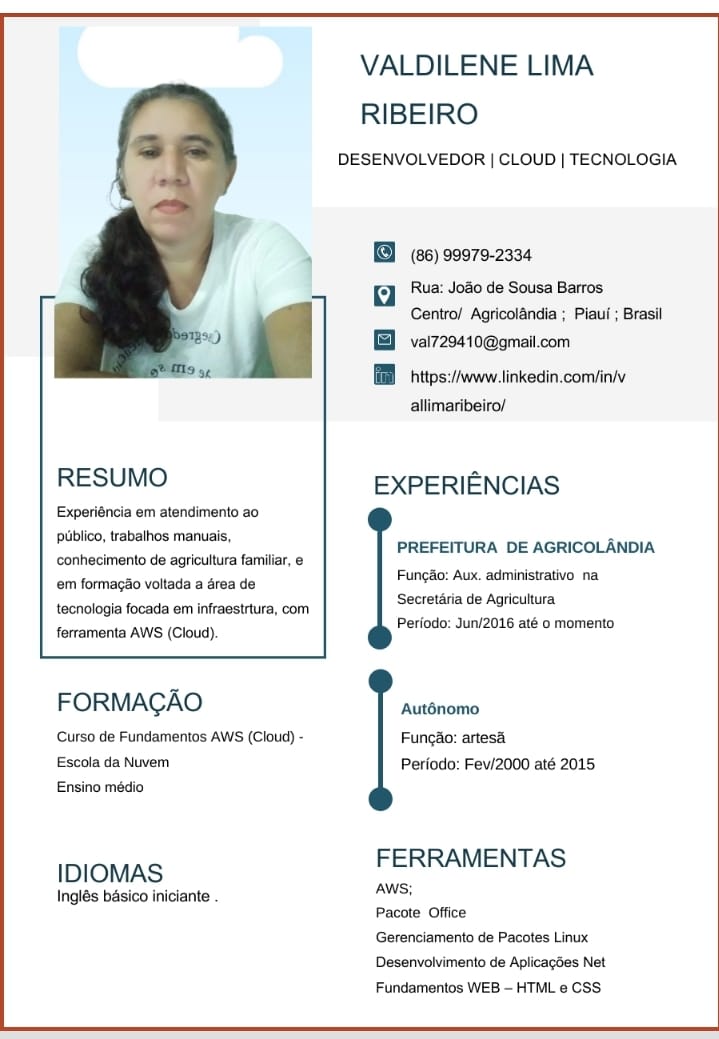 VALDILENE LIMA
RIBEIRO
DESENVOLVEDOR | CLOUD | TECNOLOGIA
(86) 99979-2334
Rua: João de Sousa Barros
Centro/ Agricolândia ; Piauí ; Brasil
val729410@gmail.com
https://www.linkedin.com/in/v
allimaribeiro/
RESUMO
Experiência em atendimento ao
público, trabalhos manuais,
conhecimento de agricultura familiar, e
em formação voltada a área de
tecnologia focada em infraestrtura, com
ferramenta AWS (Cloud).
FORMAÇÃO
Curso de Fundamentos AWS (Cloud) -
Escola da Nuvem
Ensino médio
IDIOMAS
Inglês básico iniciante .
EXPERIÊNCIAS
PREFEITURA DE AGRICOLÂNDIA
Função: Aux. administrativo na
Secretária de Agricultura
Período: Jun/2016 até o momento
Autônomo
Função: artesã
Período: Fev/2000 até 2015
FERRAMENTAS
AWS;
Pacote Office
Gerenciamento de Pacotes Linux
Desenvolvimento de Aplicações Net
Fundamentos WEB – HTML e CSS